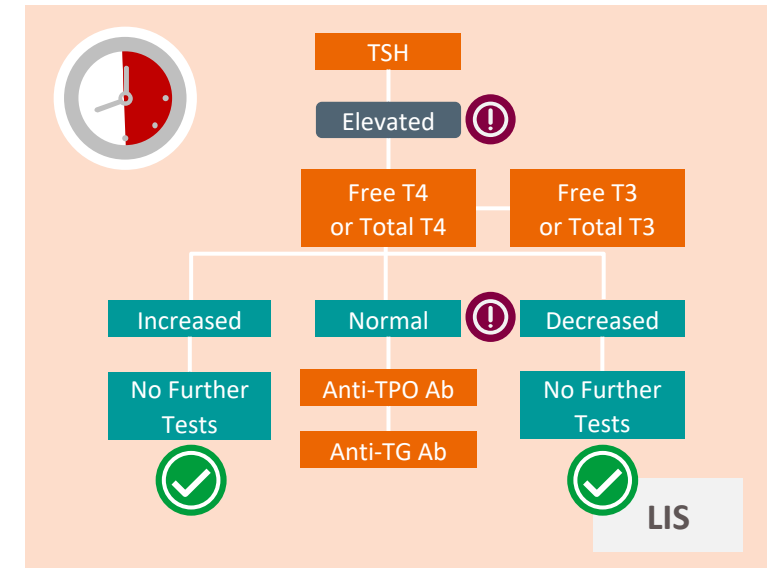 TSH
Elevated
Free T4
or Total T4
Free T3
or Total T3
Increased
Normal
Decreased
No Further
Tests
Anti-TPO Ab
Anti-TG Ab
No Further
Tests
LIS